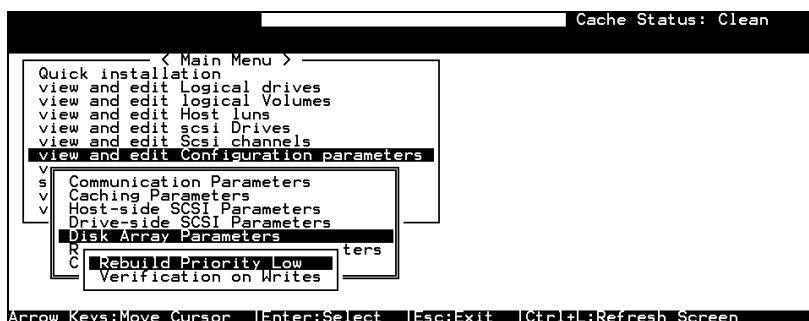 Cache Status: Clean
< Main Menu >
Quick installation
view and edit Logical drives
view and edit logical Volumes
view and edit Host luns
view and edit scsi Drives
view and edit Scsi channels
view and edit Configuration parameters
v
s Communication Parameters
v Caching Parameters
v Host-side SCSI Parameters
Drive-side SCSI Parameters
Disk Array Parameters
R ters
C Rebuild Priority Low
Verification on Writes
Arrow Keys:Move Cursor |Enter:Select |Esc:Exit |Ctrl+L:Refresh Screen